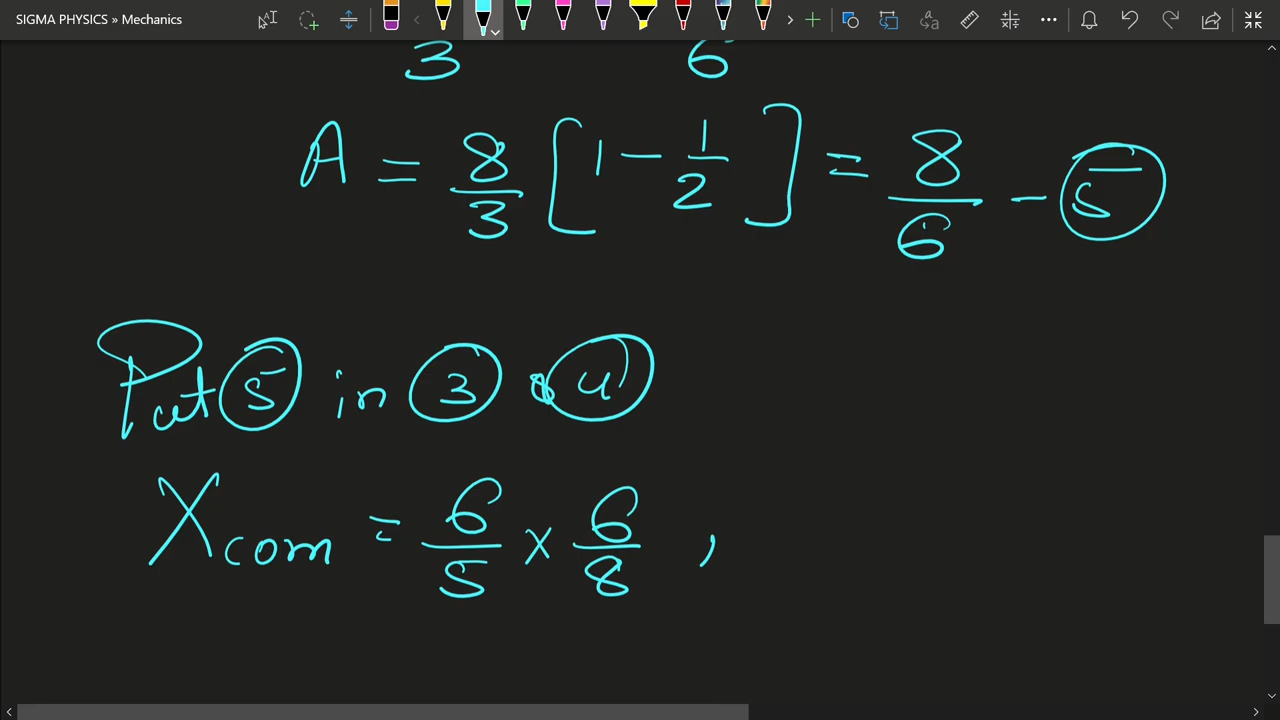 SIGMA PHYSICS » Mechanics
3 6
A = 8/3 [1 - 1/2] = 8/6 - 5
Put 5 in 3 & 4
Xcom = 6/5 × 6/8 ,